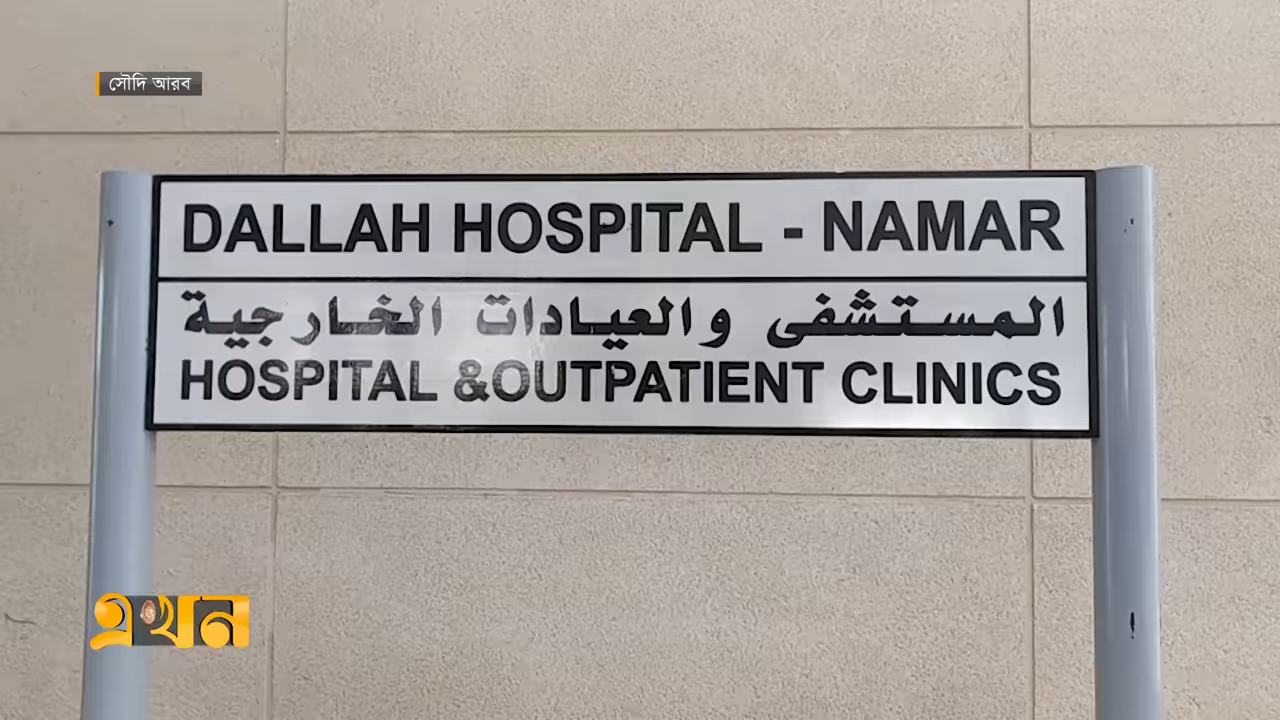 সৌদি আরব
DALLAH HOSPITAL - NAMAR
المستشفى والعيادات الخارجية
HOSPITAL &OUTPATIENT CLINICS
এখন